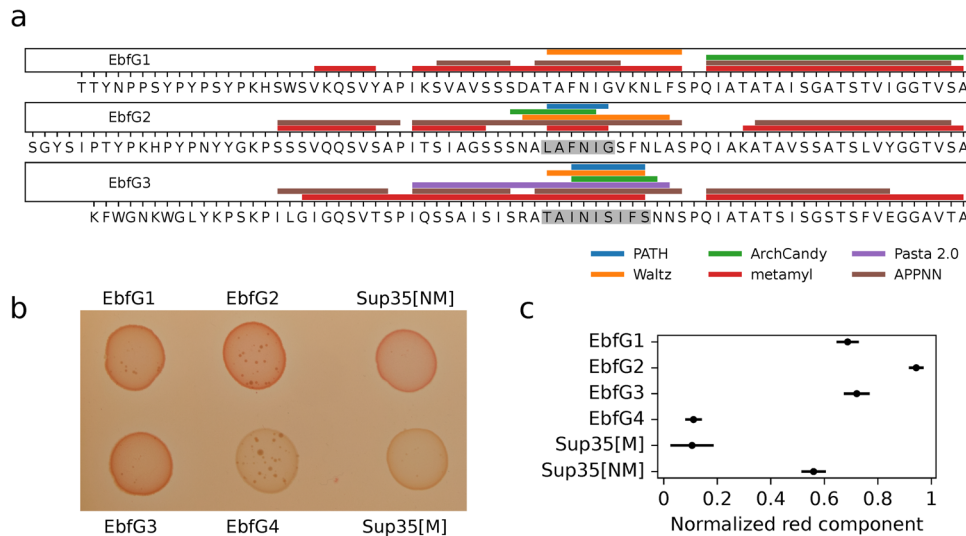 a
EbfG1
TTYNPPSYPYPSYPKHSWSVKQSVYAPIKSVAVSSSDATAFNIGVKNLFSPQIATATAISGATSTVIGGTVSA
EbfG2
SGYSIPTYPKHPYPNYYGKPSSSVQQSVSAPITSIAGSSSNALAFNIGSFNLASPQIAKATAVSSATSLVYGGTVSA
EbfG3
KFWGNKWGLYKPSKPILGIGQSVTSPIQSSAISISRATAINISIFSNNSPQIATATSISGSTSFVEGGAVTA
PATH ArchCandy Pasta 2.0
Waltz metamyl APPNN
b
EbfG1 EbfG2 Sup35[NM]
EbfG3 EbfG4 Sup35[M]
c
EbfG1
EbfG2
EbfG3
EbfG4
Sup35[M]
Sup35[NM]
0 0.2 0.4 0.6 0.8 1
Normalized red component